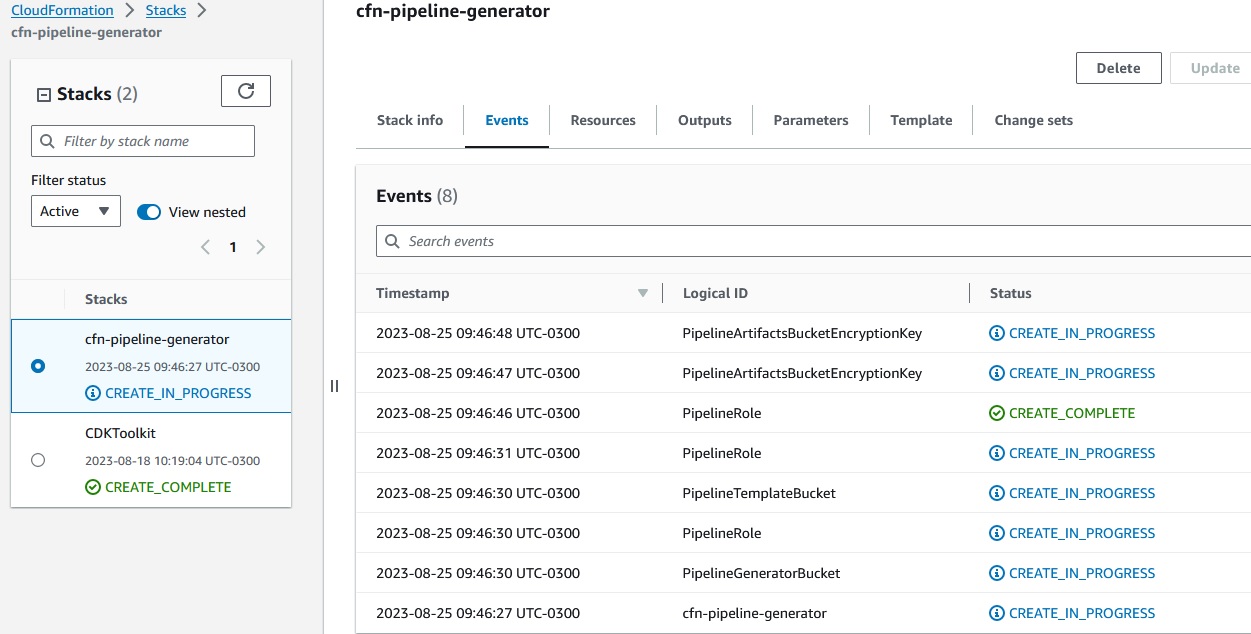 CloudFormation > Stacks >
cfn-pipeline-generator
Stacks (2)
Filter by stack name
Filter status
Active
View nested
1
Stacks
cfn-pipeline-generator
2023-08-25 09:46:27 UTC-0300
CREATE_IN_PROGRESS
CDKToolkit
2023-08-18 10:19:04 UTC-0300
CREATE_COMPLETE
cfn-pipeline-generator
Delete Update
Stack info Events Resources Outputs Parameters Template Change sets
Events (8)
Search events
Timestamp Logical ID Status
2023-08-25 09:46:48 UTC-0300 PipelineArtifactsBucketEncryptionKey CREATE_IN_PROGRESS
2023-08-25 09:46:47 UTC-0300 PipelineArtifactsBucketEncryptionKey CREATE_IN_PROGRESS
2023-08-25 09:46:46 UTC-0300 PipelineRole CREATE_COMPLETE
2023-08-25 09:46:31 UTC-0300 PipelineRole CREATE_IN_PROGRESS
2023-08-25 09:46:30 UTC-0300 PipelineTemplateBucket CREATE_IN_PROGRESS
2023-08-25 09:46:30 UTC-0300 PipelineRole CREATE_IN_PROGRESS
2023-08-25 09:46:30 UTC-0300 PipelineGeneratorBucket CREATE_IN_PROGRESS
2023-08-25 09:46:27 UTC-0300 cfn-pipeline-generator CREATE_IN_PROGRESS